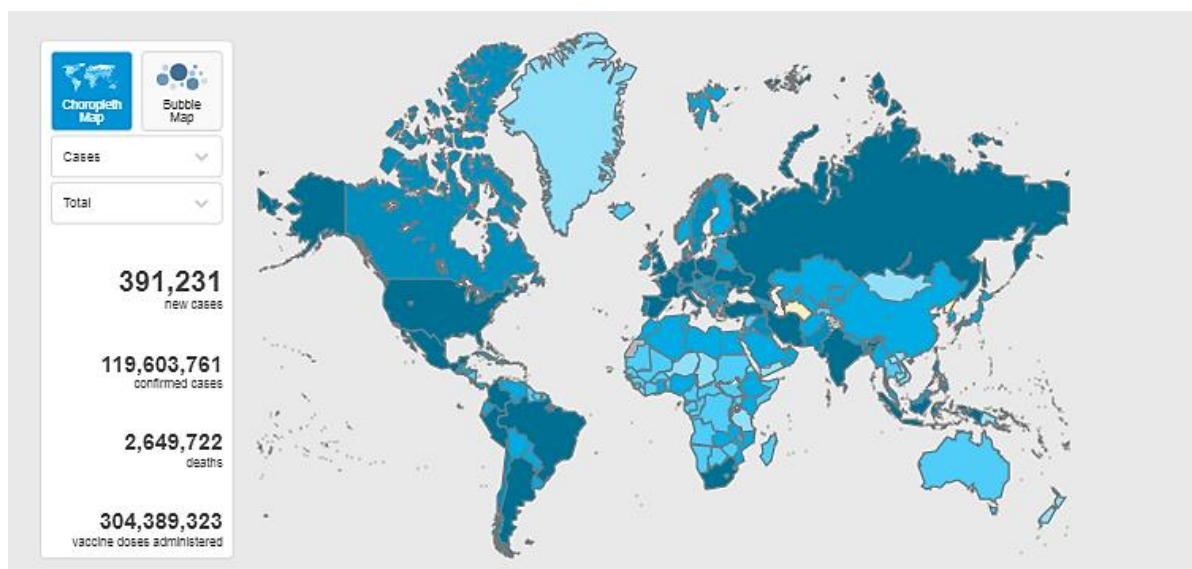 Choropleth
Map
Bubble
Map
Cases
Total
391,231
new cases
119,603,761
confirmed cases
2,649,722
deaths
304,389,323
vaccine doses administered